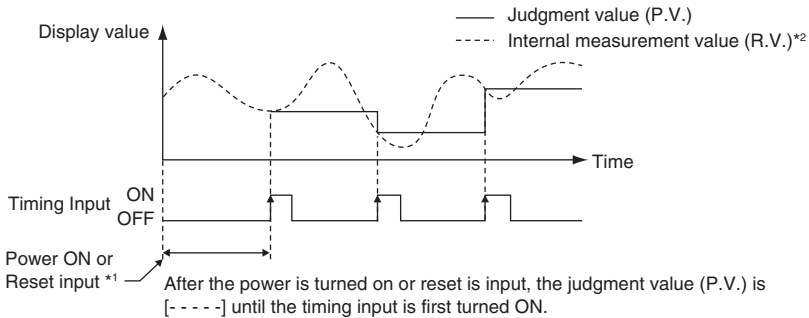 Judgment value (P.V.)
Internal measurement value (R.V.)*2
Display value
Time
Timing Input
ON
OFF
Power ON or
Reset input *1
After the power is turned on or reset is input, the judgment value (P.V.) is
[- - - - -] until the timing input is first turned ON.